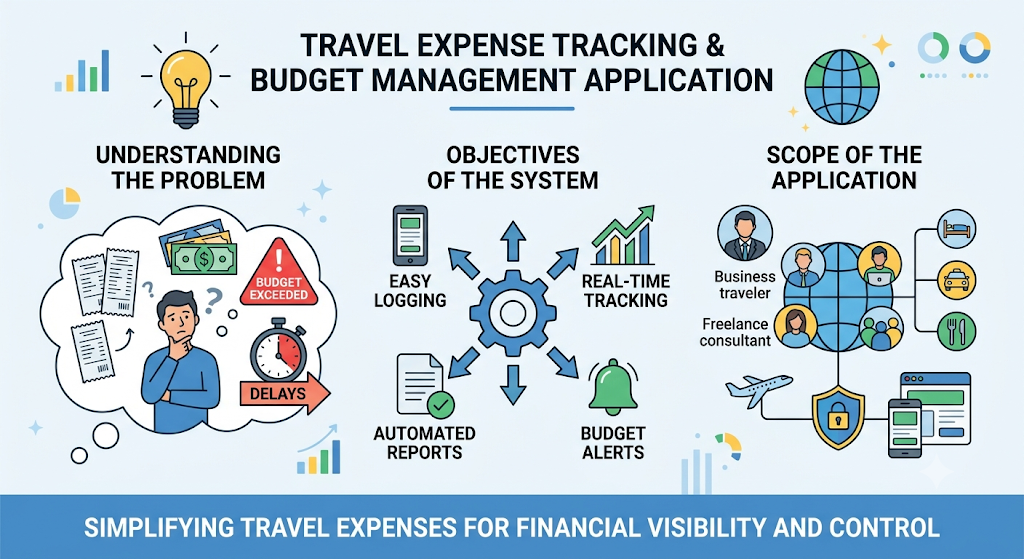 TRAVEL EXPENSE TRACKING &
BUDGET MANAGEMENT APPLICATION
UNDERSTANDING
THE PROBLEM
$
!
BUDGET
EXCEEDED
?
?
DELAYS
OBJECTIVES
OF THE SYSTEM
EASY
LOGGING
REAL-TIME
TRACKING
AUTOMATED
REPORTS
BUDGET
ALERTS
SCOPE OF THE
APPLICATION
Business
traveler
Freelance
consultant
SIMPLIFYING TRAVEL EXPENSES FOR FINANCIAL VISIBILITY AND CONTROL